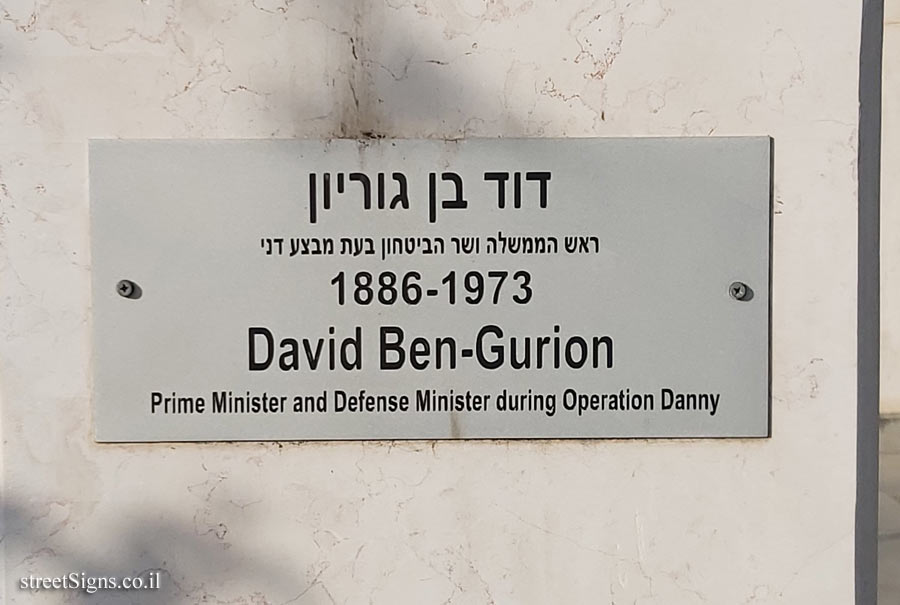 דוד בן גוריון
ראש הממשלה ושר הביטחון בעת מבצע דני
1886-1973
David Ben-Gurion
Prime Minister and Defense Minister during Operation Danny
streetSigns.co.il